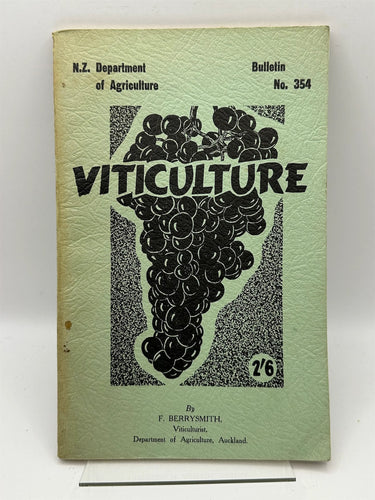 N.Z. Department
of Agriculture
Bulletin
No. 354
VITICULTURE
2'6
By
F. BERRYSMITH,
Viticulturist,
Department of Agriculture, Auckland.